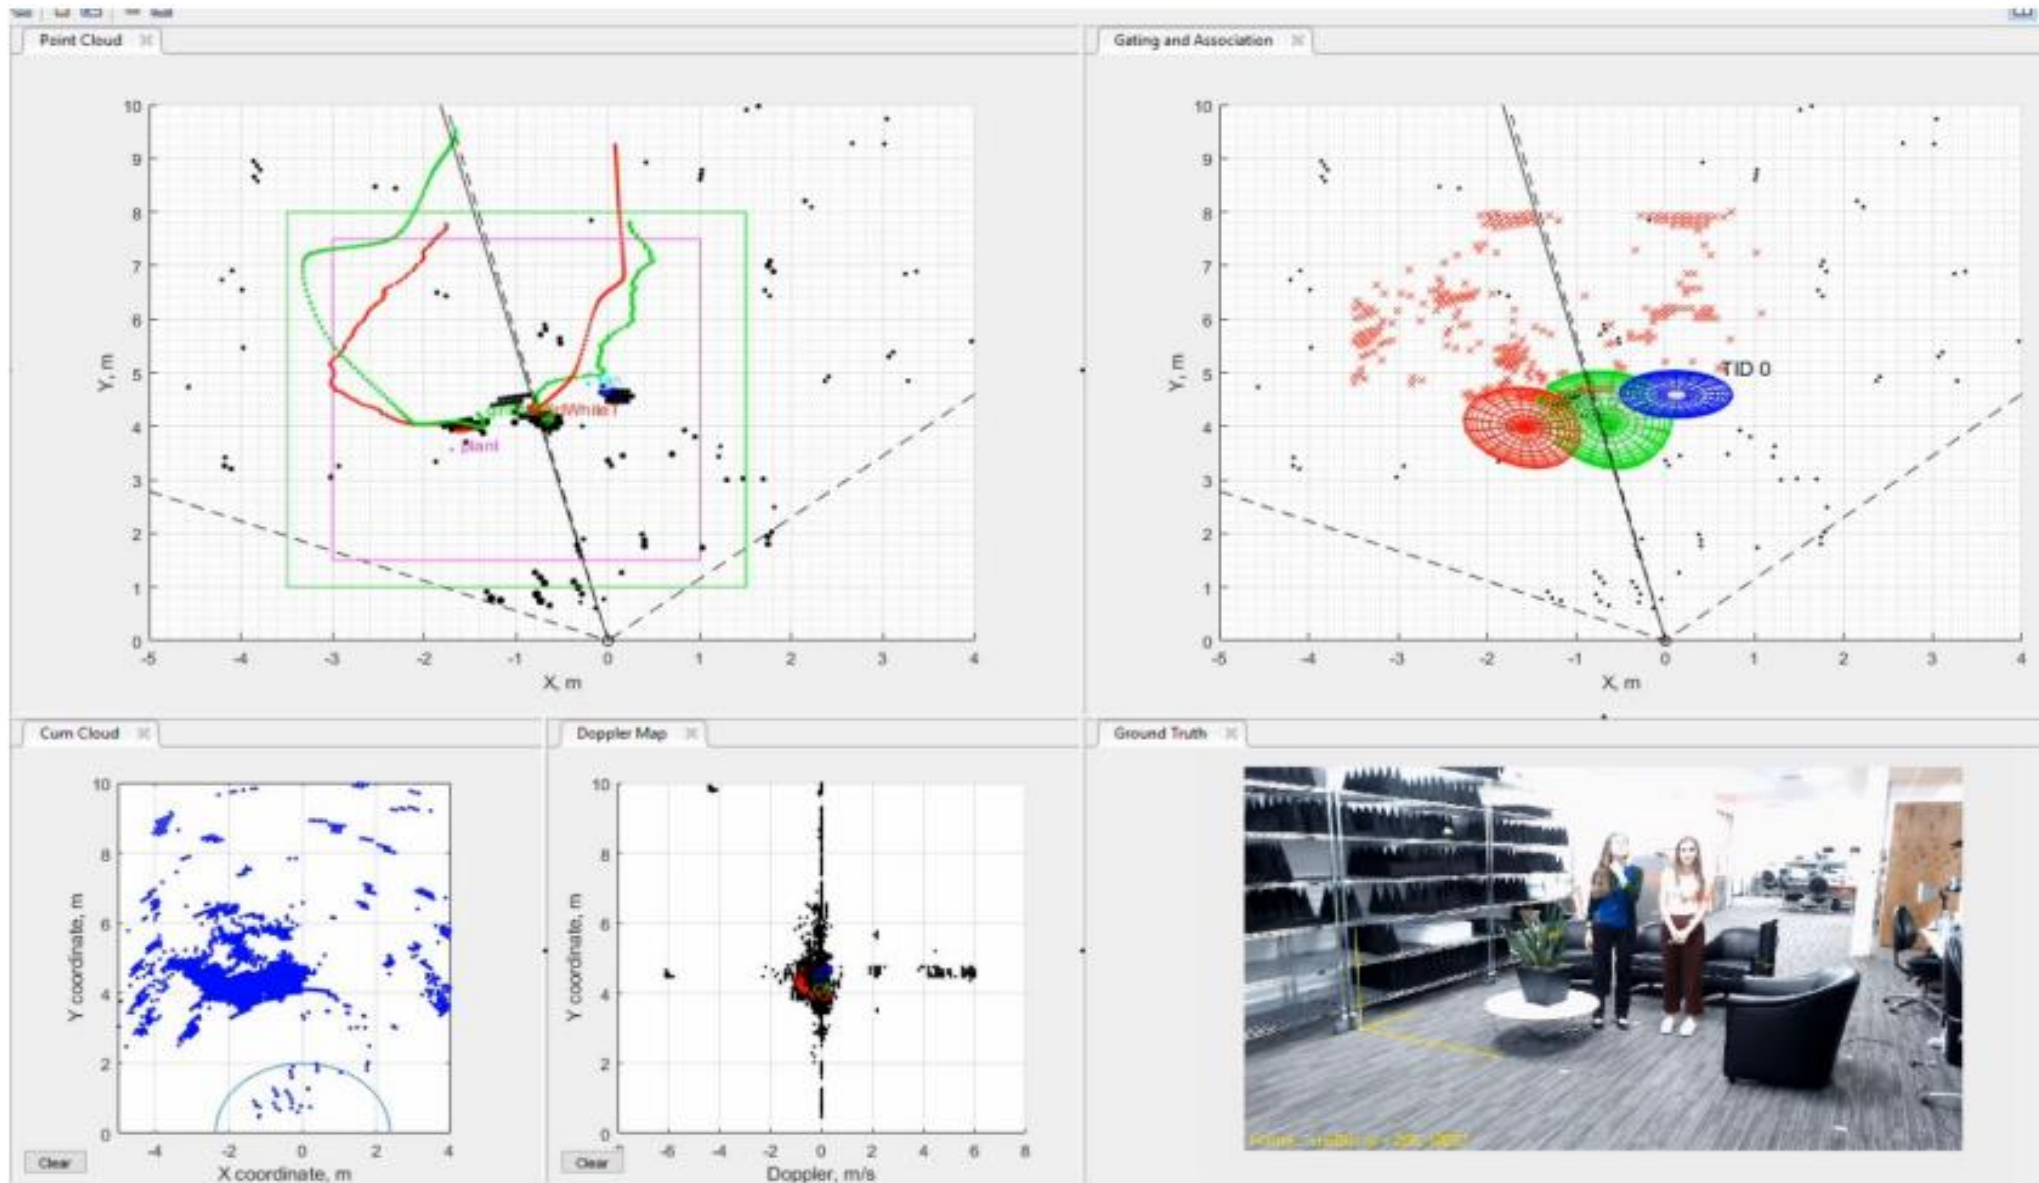 Point Cloud
10
9
8
7
6
5
4
3
2
1
0
Y, m
-5 -4 -3 -2 -1 0 1 2 3 4
X, m
Plant
Gating and Association
10
9
8
7
6
5
4
3
2
1
0
Y, m
TID 0
-5 -4 -3 -2 -1 0 1 2 3 4
X, m
Cum Cloud
10
8
6
4
2
0
Y coordinate, m
-4 -2 0 2 4
X coordinate, m
Clear
Doppler Map
10
8
6
4
2
0
Y coordinate, m
-4 -2 0 2 4 6 8
Doppler, m/s
Clear
Ground Truth